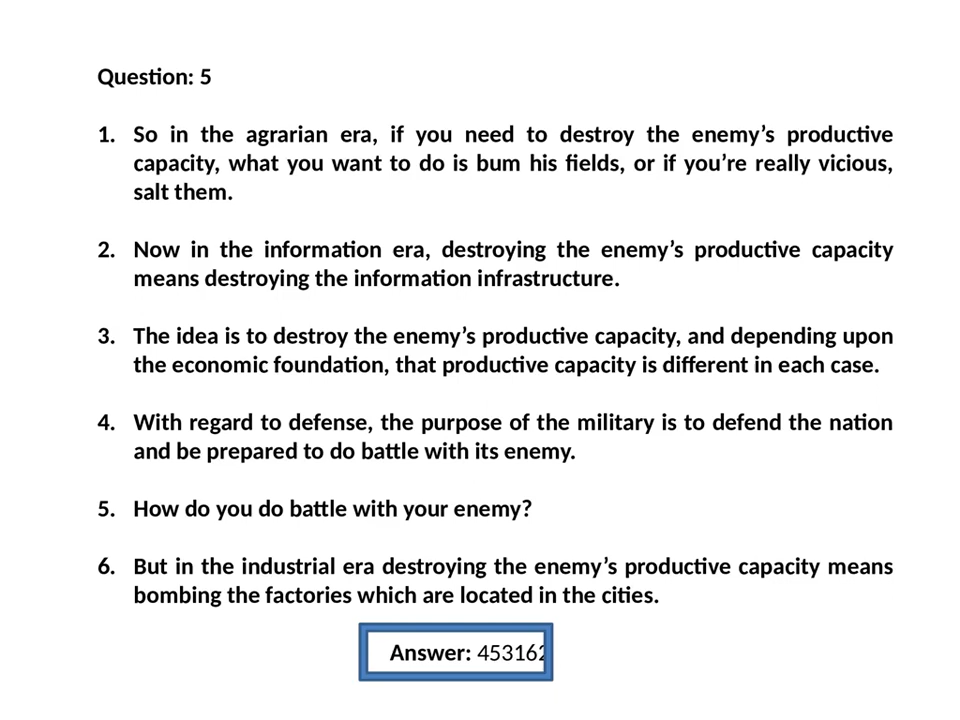 Question: 5
1. So in the agrarian era, if you need to destroy the enemy’s productive
capacity, what you want to do is bum his fields, or if you’re really vicious,
salt them.
2. Now in the information era, destroying the enemy’s productive capacity
means destroying the information infrastructure.
3. The idea is to destroy the enemy’s productive capacity, and depending upon
the economic foundation, that productive capacity is different in each case.
4. With regard to defense, the purpose of the military is to defend the nation
and be prepared to do battle with its enemy.
5. How do you do battle with your enemy?
6. But in the industrial era destroying the enemy’s productive capacity means
bombing the factories which are located in the cities.
Answer: 453162